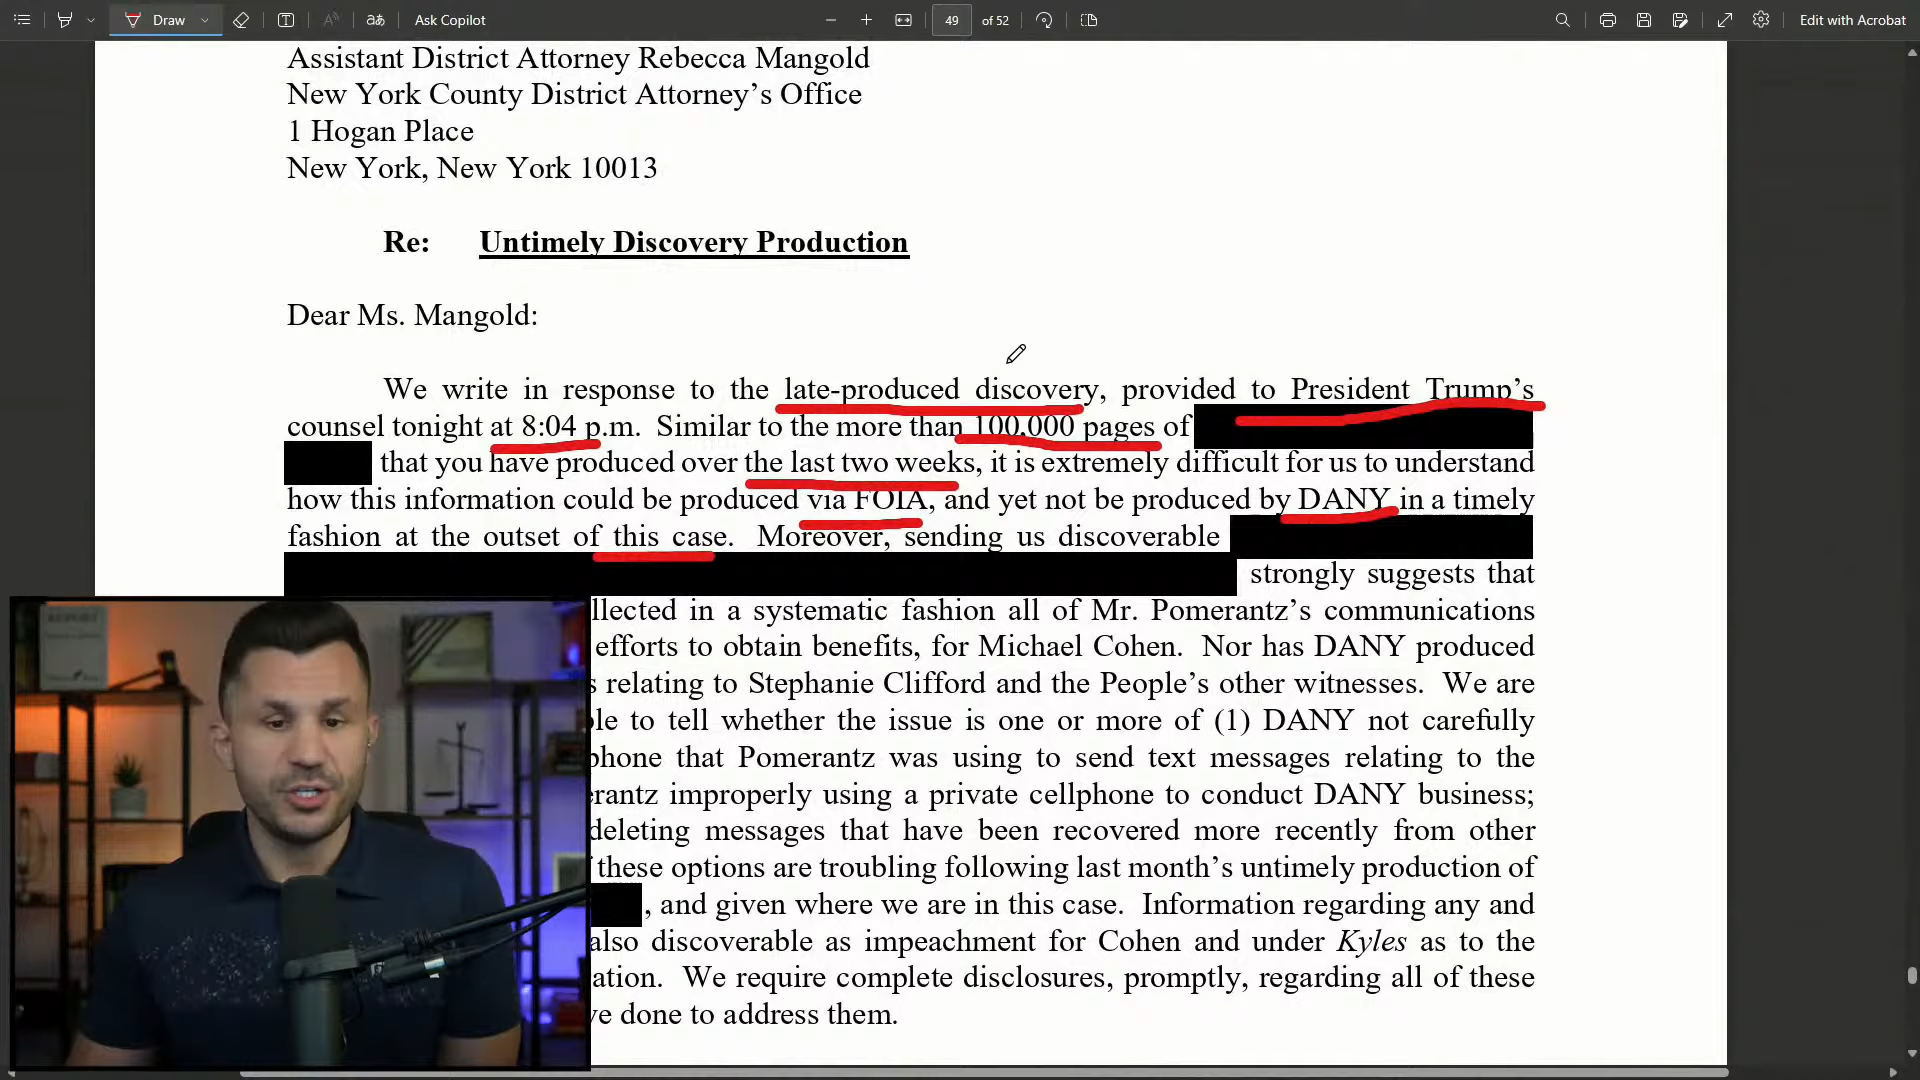 Draw
aあ
Ask Copilot
49 of 52
Edit with Acrobat
Assistant District Attorney Rebecca Mangold
New York County District Attorney's Office
1 Hogan Place
New York, New York 10013
Re: Untimely Discovery Production
Dear Ms. Mangold:
We write in response to the late-produced discovery, provided to President Trump's
counsel tonight at 8:04 p.m. Similar to the more than 100,000 pages of
that you have produced over the last two weeks, it is extremely difficult for us to understand
how this information could be produced via FOIA, and yet not be produced by DANY in a timely
fashion at the outset of this case. Moreover, sending us discoverable
strongly suggests that
llected in a systematic fashion all of Mr. Pomerantz's communications
efforts to obtain benefits, for Michael Cohen. Nor has DANY produced
s relating to Stephanie Clifford and the People's other witnesses. We are
le to tell whether the issue is one or more of (1) DANY not carefully
phone that Pomerantz was using to send text messages relating to the
erantz improperly using a private cellphone to conduct DANY business;
deleting messages that have been recovered more recently from other
these options are troubling following last month's untimely production of
, and given where we are in this case. Information regarding any and
also discoverable as impeachment for Cohen and under Kyles as to the
ation. We require complete disclosures, promptly, regarding all of these
ve done to address them.